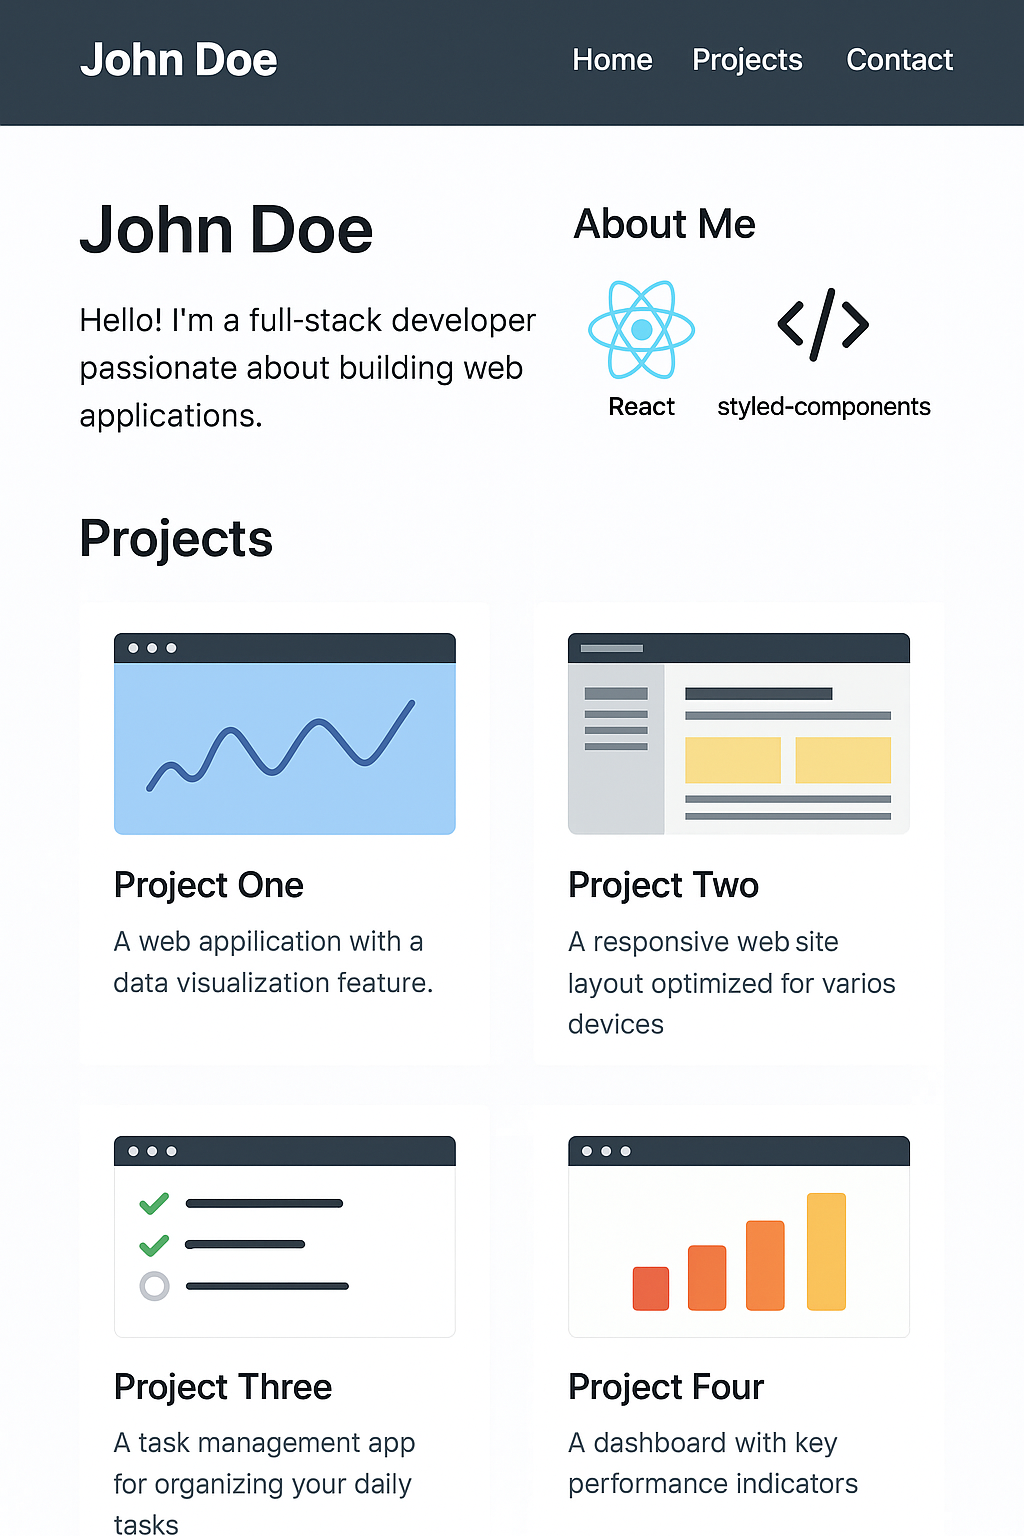 John Doe
Home Projects Contact
John Doe
Hello! I'm a full-stack developer
passionate about building web
applications.
About Me
React
styled-components
Projects
Project One
A web appilication with a
data visualization feature.
Project Two
A responsive web site
layout optimized for varios
devices
Project Three
A task management app
for organizing your daily
tasks
Project Four
A dashboard with key
performance indicators